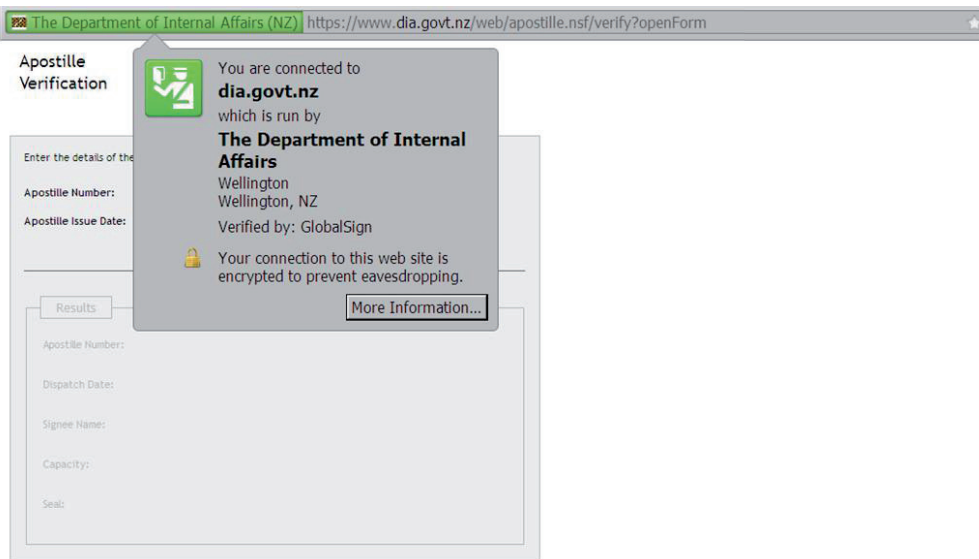 The Department of Internal Affairs (NZ) https://www.dia.govt.nz/web/apostille.nsf/verify?openForm
Apostille
Verification
You are connected to
dia.govt.nz
which is run by
The Department of Internal
Affairs
Wellington
Wellington, NZ
Verified by: GlobalSign
Your connection to this web site is
encrypted to prevent eavesdropping.
More Information...
Enter the details of the
Apostille Number:
Apostille Issue Date:
Results
Apostille Number:
Dispatch Date:
Signee Name:
Capacity:
Seal: